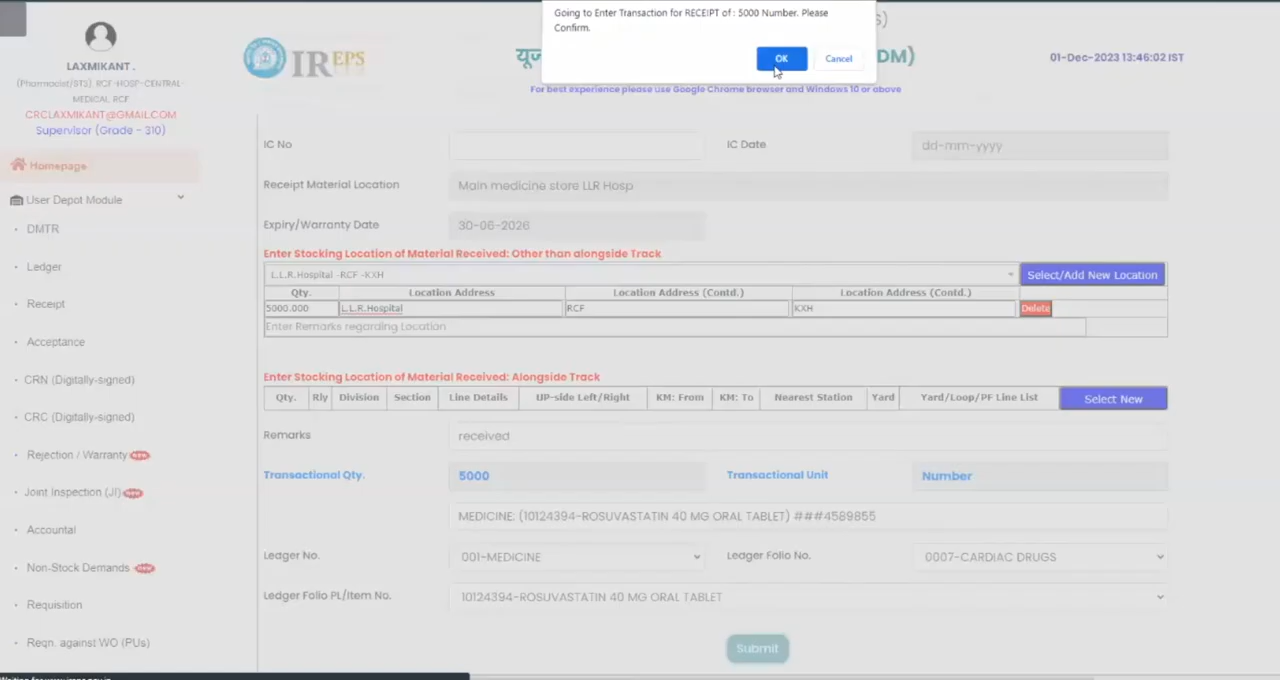 Going to Enter Transaction for RECEIPT of : 5000 Number. Please
Confirm.
OK Cancel
S)
IREPS
यूज
DM)
01-Dec-2023 13:46:02 IST
For best experience please use Google Chrome browser and Windows 10 or above
LAXMIKANT .
(Pharmacist/STS) RCF-HOSP-CENTRAL-
MEDICAL RCF
CRCLAXMIKANT@GMAIL.COM
Supervisor (Grade - 310)
Homepage
User Depot Module
DMTR
Ledger
Receipt
Acceptance
CRN (Digitally-signed)
CRC (Digitally-signed)
Rejection / Warranty
Joint Inspection (JI)
Accountal
Non-Stock Demands
Requisition
Reqn. against WO (PUs)
IC No IC Date dd-mm-yyyy
Receipt Material Location Main medicine store LLR Hosp
Expiry/Warranty Date 30-06-2026
Enter Stocking Location of Material Received: Other than alongside Track
L.L.R.Hospital -RCF -KXH Select/Add New Location
Qty. Location Address Location Address (Contd.) Location Address (Contd.)
5000.000 L.L.R.Hospital RCF KXH Delete
Enter Remarks regarding Location
Enter Stocking Location of Material Received: Alongside Track
Qty. Rly Division Section Line Details UP-side Left/Right KM: From KM: To Nearest Station Yard Yard/Loop/PF Line List Select New
Remarks received
Transactional Qty. 5000 Transactional Unit Number
MEDICINE: (10124394-ROSUVASTATIN 40 MG ORAL TABLET) ###4589855
Ledger No. 001-MEDICINE Ledger Folio No. 0007-CARDIAC DRUGS
Ledger Folio PL/Item No. 10124394-ROSUVASTATIN 40 MG ORAL TABLET
Submit